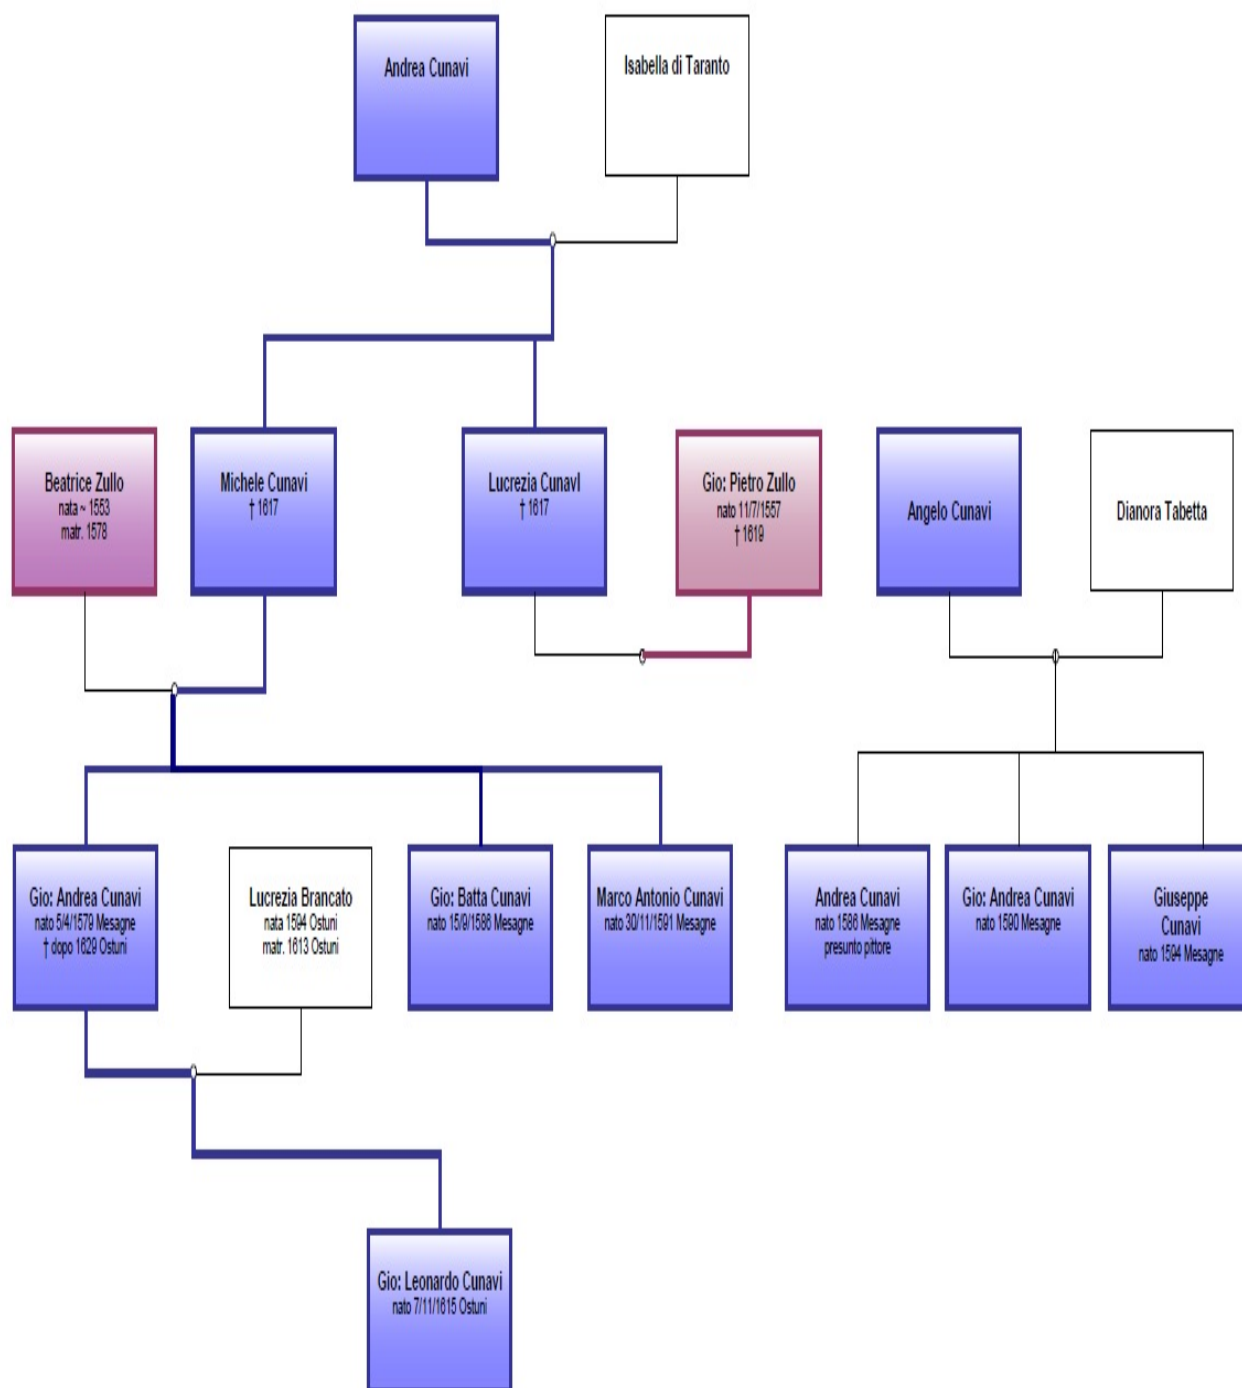 Andrea Cunavi
Isabella di Taranto
Beatrice Zullo
nata ~ 1553
matr. 1578
Michele Cunavi
† 1617
Lucrezia Cunavl
† 1617
Gio: Pietro Zullo
nato 11/7/1557
† 1619
Angelo Cunavi
Dianora Tabetta
Gio: Andrea Cunavi
nato 5/4/1579 Mesagne
† dopo 1629 Ostuni
Lucrezia Brancato
nata 1594 Ostuni
matr. 1613 Ostuni
Gio: Batta Cunavi
nato 15/9/1586 Mesagne
Marco Antonio Cunavi
nato 30/11/1591 Mesagne
Andrea Cunavi
nato 1586 Mesagne
presunto pittore
Gio: Andrea Cunavi
nato 1590 Mesagne
Giuseppe
Cunavi
nato 1594 Mesagne
Gio: Leonardo Cunavi
nato 7/11/1615 Ostuni